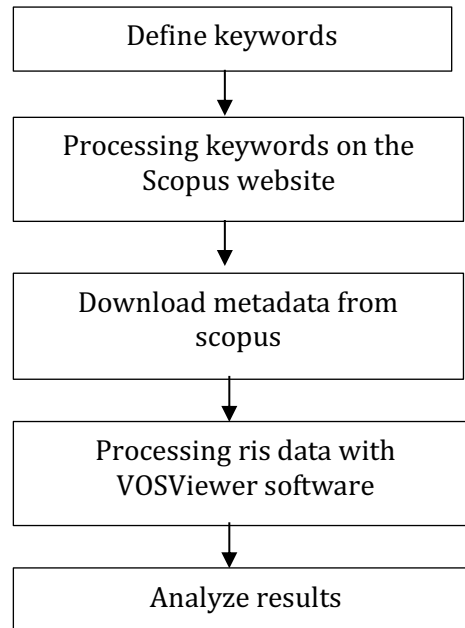 Define keywords
Processing keywords on the
Scopus website
Download metadata from
scopus
Processing ris data with
VOSViewer software
Analyze results